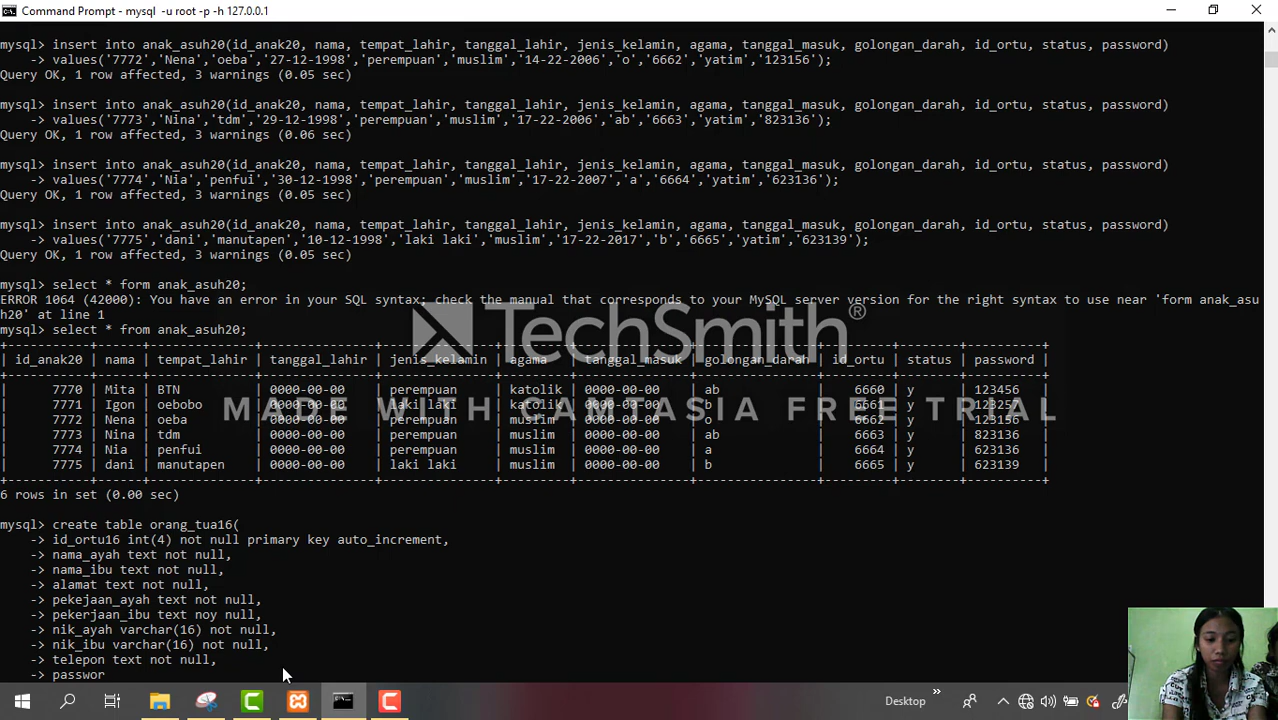 Command Prompt - mysql -u root -p -h 127.0.0.1
mysql> insert into anak_asuh20(id_anak20, nama, tempat_lahir, tanggal_lahir, jenis_kelamin, agama, tanggal_masuk, golongan_darah, id_ortu, status, password)
-> values('7772','Nena','oeba','27-12-1998','perempuan','muslim','14-22-2006','o','6662','yatim','123156');
Query OK, 1 row affected, 3 warnings (0.05 sec)
mysql> insert into anak_asuh20(id_anak20, nama, tempat_lahir, tanggal_lahir, jenis_kelamin, agama, tanggal_masuk, golongan_darah, id_ortu, status, password)
-> values('7773','Nina','tdm','29-12-1998','perempuan','muslim','17-22-2006','ab','6663','yatim','823136');
Query OK, 1 row affected, 3 warnings (0.06 sec)
mysql> insert into anak_asuh20(id_anak20, nama, tempat_lahir, tanggal_lahir, jenis_kelamin, agama, tanggal_masuk, golongan_darah, id_ortu, status, password)
-> values('7774','Nia','penfui','30-12-1998','perempuan','muslim','17-22-2007','a','6664','yatim','623136');
Query OK, 1 row affected, 3 warnings (0.05 sec)
mysql> insert into anak_asuh20(id_anak20, nama, tempat_lahir, tanggal_lahir, jenis_kelamin, agama, tanggal_masuk, golongan_darah, id_ortu, status, password)
-> values('7775','dani','manutapen','10-12-1998','laki laki','muslim','17-22-2017','b','6665','yatim','623139');
Query OK, 1 row affected, 3 warnings (0.05 sec)
mysql> select * form anak_asuh20;
ERROR 1064 (42000): You have an error in your SQL syntax; check the manual that corresponds to your MySQL server version for the right syntax to use near 'form anak_asu
h20' at line 1
mysql> select * from anak_asuh20;
TechSmith®
| id_anak20 | nama | tempat_lahir | tanggal_lahir | jenis_kelamin | agama | tanggal_masuk | golongan_darah | id_ortu | status | password |
| 7770 | Mita | BTN | 0000-00-00 | perempuan | katolik | 0000-00-00 | ab | 6660 | y | 123456 |
| 7771 | Igon | oebobo | 0000-00-00 | laki laki | katolik | 0000-00-00 | b | 6661 | y | 123257 |
MADE WITH CAMTASIA FREE TRIAL
| 7772 | Nena | oeba | 0000-00-00 | perempuan | muslim | 0000-00-00 | o | 6662 | y | 123156 |
| 7773 | Nina | tdm | 0000-00-00 | perempuan | muslim | 0000-00-00 | ab | 6663 | y | 823136 |
| 7774 | Nia | penfui | 0000-00-00 | perempuan | muslim | 0000-00-00 | a | 6664 | y | 623136 |
| 7775 | dani | manutapen | 0000-00-00 | laki laki | muslim | 0000-00-00 | b | 6665 | y | 623139 |
6 rows in set (0.00 sec)
mysql> create table orang_tua16(
-> id_ortu16 int(4) not null primary key auto_increment,
-> nama_ayah text not null,
-> nama_ibu text not null,
-> alamat text not null,
-> pekejaan_ayah text not null,
-> pekerjaan_ibu text noy null,
-> nik_ayah varchar(16) not null,
-> nik_ibu varchar(16) not null,
-> telepon text not null,
-> passwor
Desktop